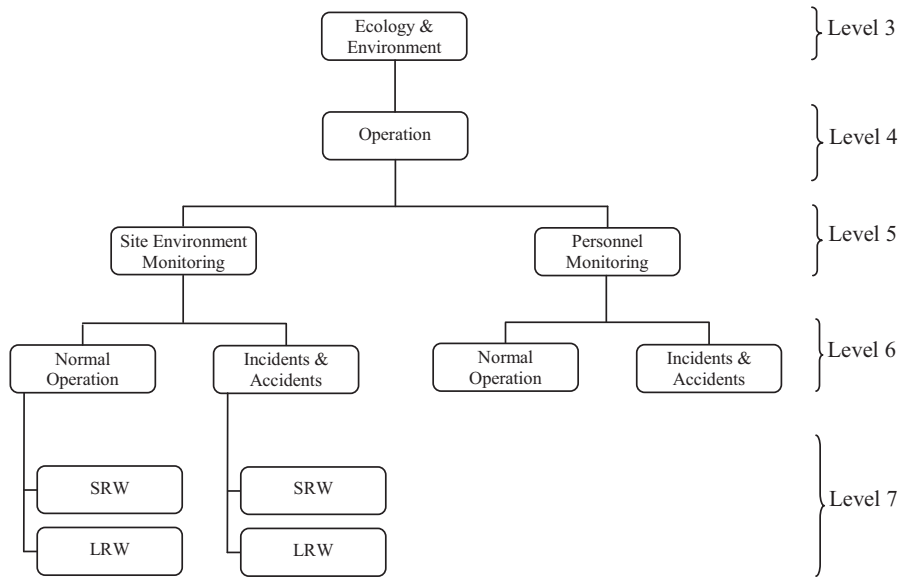 Ecology &
Environment
Level 3
Operation
Level 4
Site Environment
Monitoring
Personnel
Monitoring
Level 5
Normal
Operation
Incidents &
Accidents
Normal
Operation
Incidents &
Accidents
Level 6
SRW
SRW
LRW
LRW
Level 7